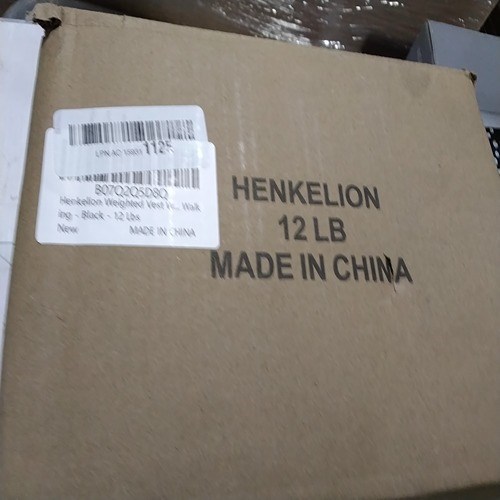 1125
B07Q2Q5D8Q
Henkelion Weighted Vest W... Walk
ing - Black - 12 Lbs
New MADE IN CHINA
HENKELION
12 LB
MADE IN CHINA